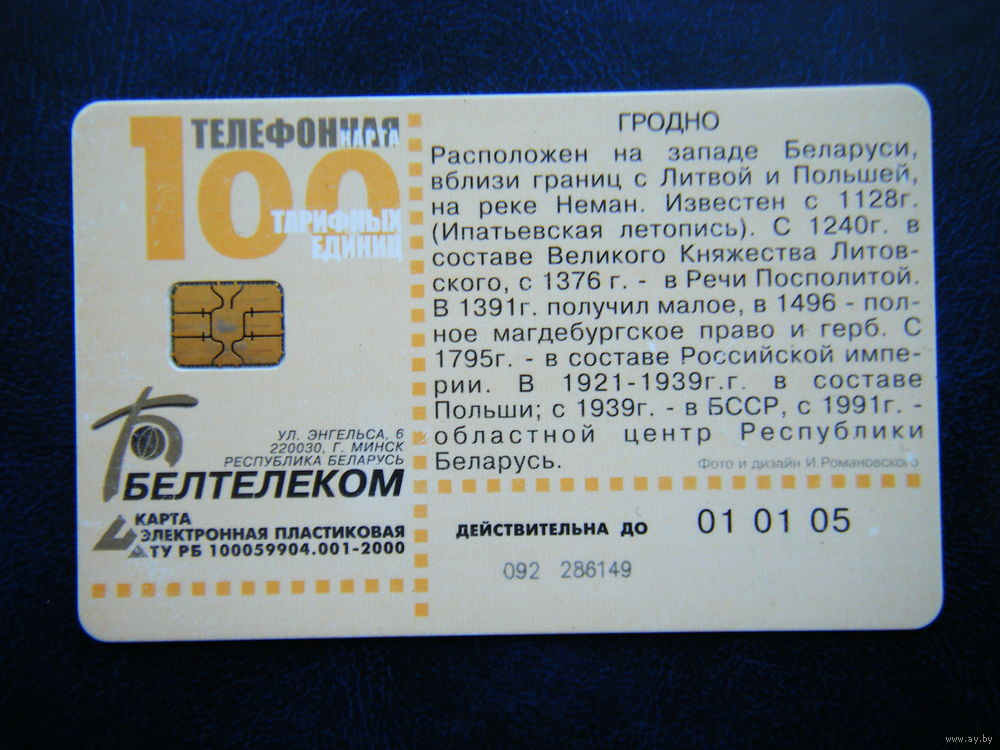 ТЕЛЕФОННАЯ
КАРТА
100
ТАРИФНЫХ
ЕДИНИЦ
УЛ. ЭНГЕЛЬСА, 6
220030, Г. МИНСК
РЕСПУБЛИКА БЕЛАРУСЬ
БЕЛТЕЛЕКОМ
КАРТА
ЭЛЕКТРОННАЯ ПЛАСТИКОВАЯ
ТУ РБ 100059904.001-2000
ГРОДНО
Расположен на западе Беларуси,
вблизи границ с Литвой и Польшей,
на реке Неман. Известен с 1128г.
(Ипатьевская летопись). С 1240г. в
составе Великого Княжества Литов-
ского, с 1376 г. - в Речи Посполитой.
В 1391г. получил малое, в 1496 - пол-
ное магдебургское право и герб. С
1795г. - в составе Российской импе-
рии. В 1921-1939г.г. в составе
Польши; с 1939г. - в БССР, с 1991г. -
областной центр Республики
Беларусь.
Фото и дизайн И.Романовского
ДЕЙСТВИТЕЛЬНА ДО 01 01 05
092 286149
www.ay.by